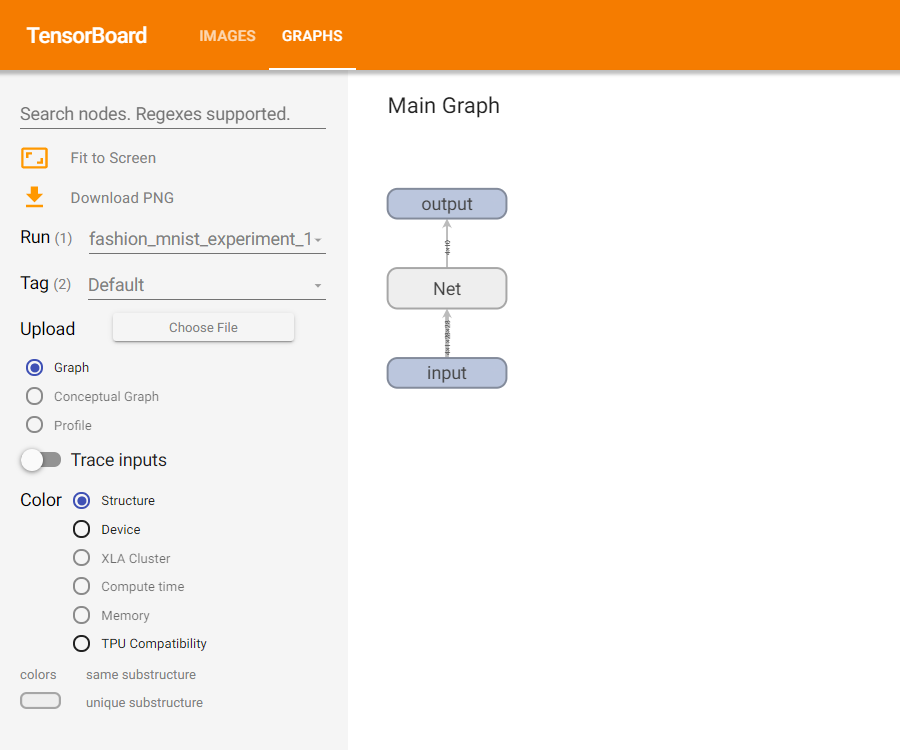 TensorBoard IMAGES GRAPHS
Search nodes. Regexes supported.
Fit to Screen
Download PNG
Run (1) fashion_mnist_experiment_1
Tag (2) Default
Upload Choose File
Graph
Conceptual Graph
Profile
Trace inputs
Color Structure
Device
XLA Cluster
Compute time
Memory
TPU Compatibility
colors same substructure
unique substructure
Main Graph
output
Net
input